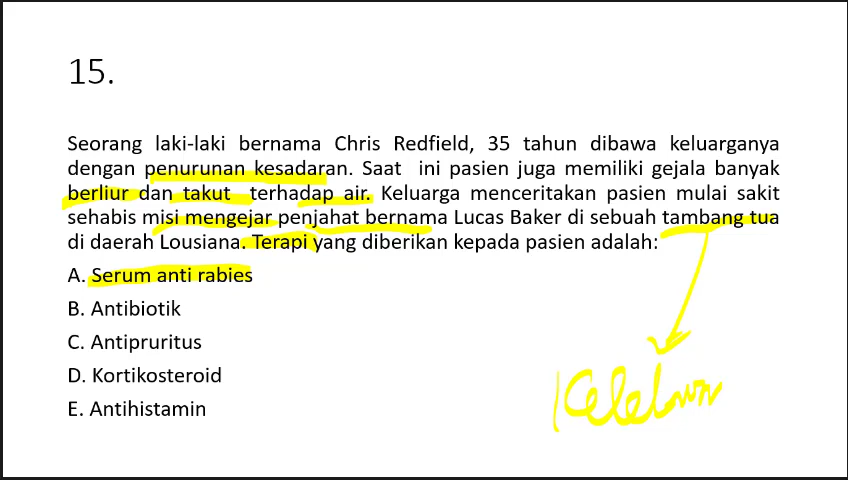 15.
Seorang laki-laki bernama Chris Redfield, 35 tahun dibawa keluarganya
dengan penurunan kesadaran. Saat ini pasien juga memiliki gejala banyak
berliur dan takut terhadap air. Keluarga menceritakan pasien mulai sakit
sehabis misi mengejar penjahat bernama Lucas Baker di sebuah tambang tua
di daerah Lousiana. Terapi yang diberikan kepada pasien adalah:
A. Serum anti rabies
B. Antibiotik
C. Antipruritus
D. Kortikosteroid
E. Antihistamin